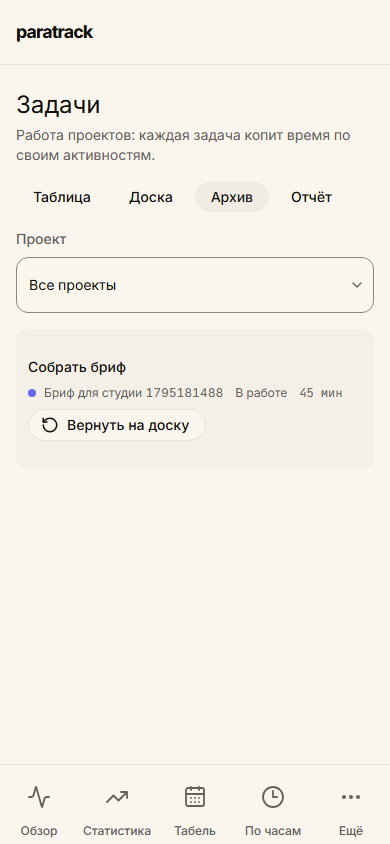 paratrack
Задачи
Работа проектов: каждая задача копит время по
своим активностям.
Таблица Доска Архив Отчёт
Проект
Все проекты
Собрать бриф
Бриф для студии 1795181488 В работе 45 мин
Вернуть на доску
Обзор Статистика Табель По часам Ещё